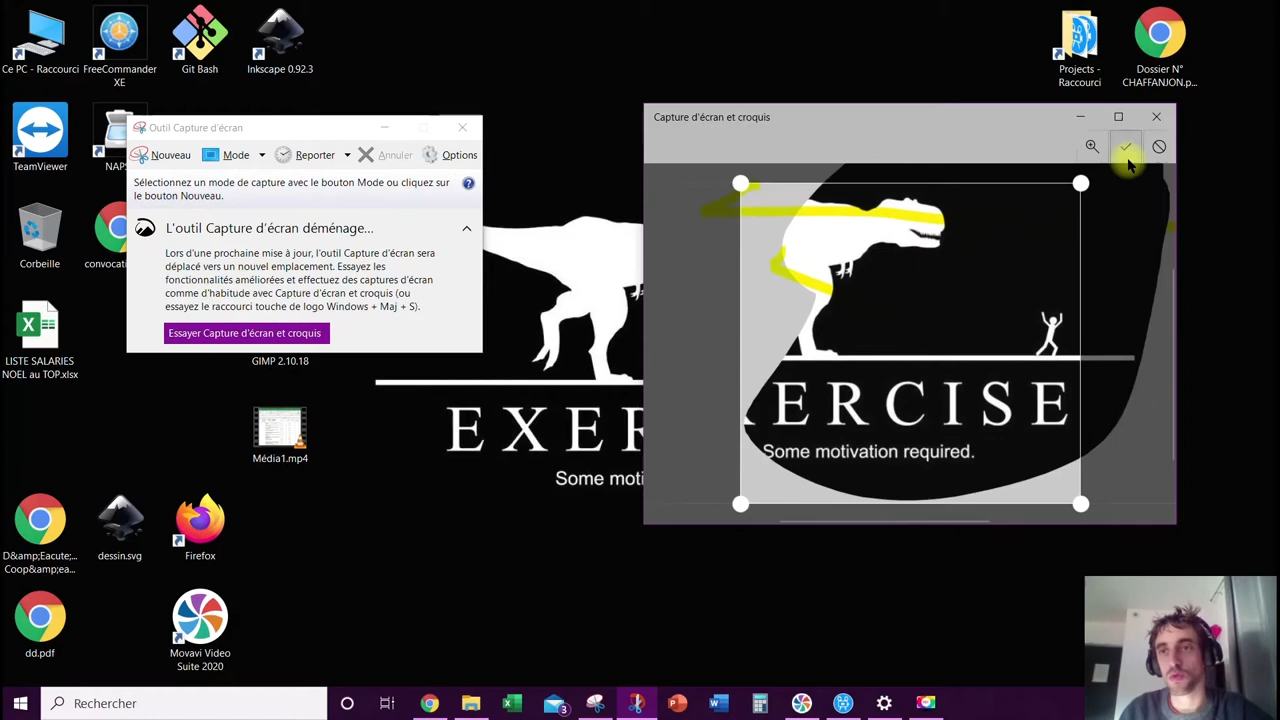 Ce PC - Raccourci
FreeCommander
XE
Git Bash
Inkscape 0.92.3
Projects -
Raccourci
Dossier N°
CHAFFANJON.p...
TeamViewer
NAPS
Corbeille
convocati
LISTE SALARIES
NOEL au TOP.xlsx
GIMP 2.10.18
Média1.mp4
D&amp;Eacute;...
Coop&amp;ea...
dessin.svg
Firefox
dd.pdf
Movavi Video
Suite 2020
Outil Capture d'écran
Nouveau
Mode
Reporter
Annuler
Options
Sélectionnez un mode de capture avec le bouton Mode ou cliquez sur
le bouton Nouveau.
L'outil Capture d'écran déménage...
Lors d'une prochaine mise à jour, l'outil Capture d'écran sera
déplacé vers un nouvel emplacement. Essayez les
fonctionnalités améliorées et effectuez des captures d'écran
comme d'habitude avec Capture d'écran et croquis (ou
essayez le raccourci touche de logo Windows + Maj + S).
Essayer Capture d'écran et croquis
EXER
Some moti
Capture d'écran et croquis
ERCISE
Some motivation required.
Rechercher
3